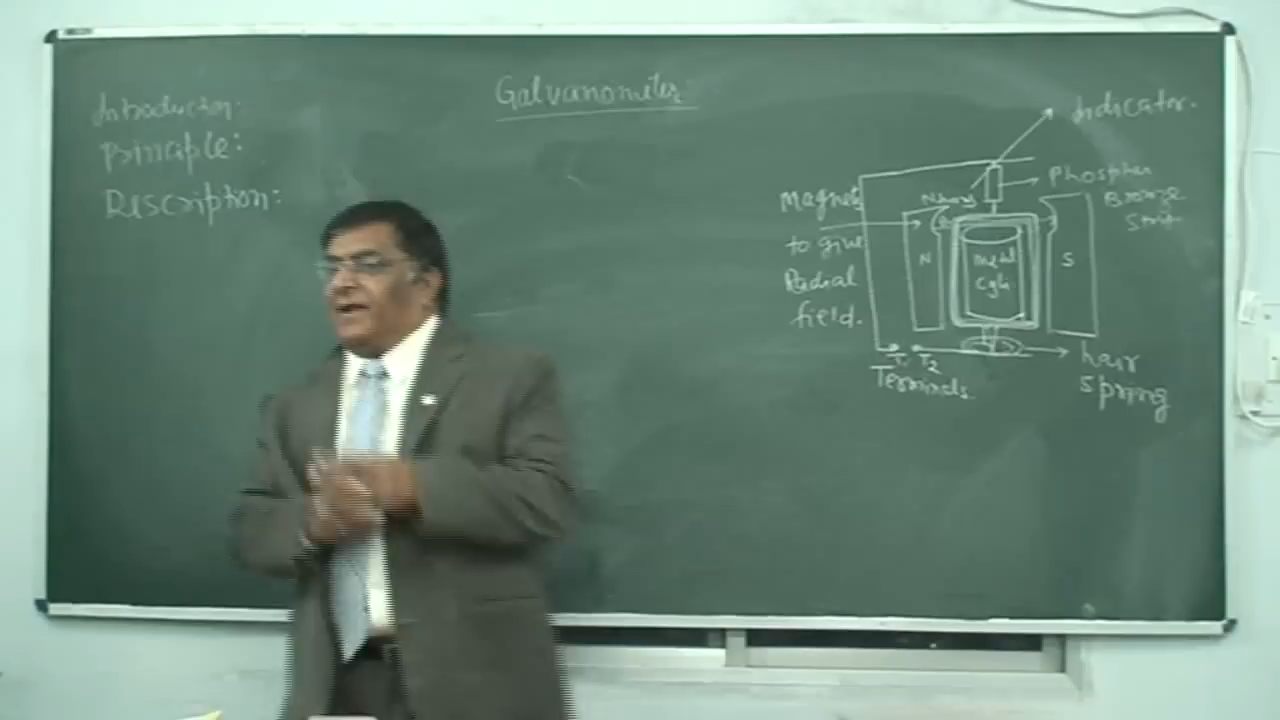 Galvanometer
Introduction:
Principle:
Description:
Indicator.
Phosphor
Bronze
Strip
Magnet
to give
Radial
field.
N
Metal
Cyli
S
T1 T2
Terminals
hair
spring